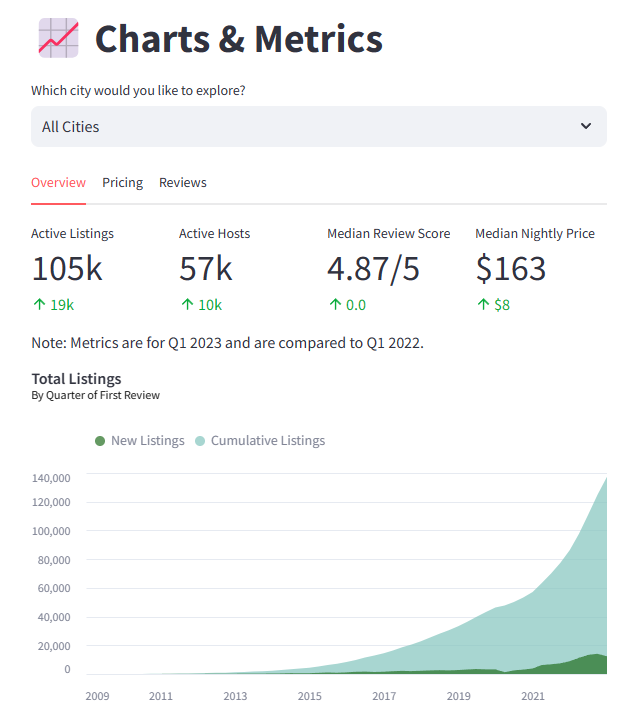 Charts & Metrics
Which city would you like to explore?
All Cities
Overview Pricing Reviews
Active Listings Active Hosts Median Review Score Median Nightly Price
105k 57k 4.87/5 $163
↑ 19k ↑ 10k ↑ 0.0 ↑ $8
Note: Metrics are for Q1 2023 and are compared to Q1 2022.
Total Listings
By Quarter of First Review
New Listings Cumulative Listings
140,000
120,000
100,000
80,000
60,000
40,000
20,000
0
2009 2011 2013 2015 2017 2019 2021